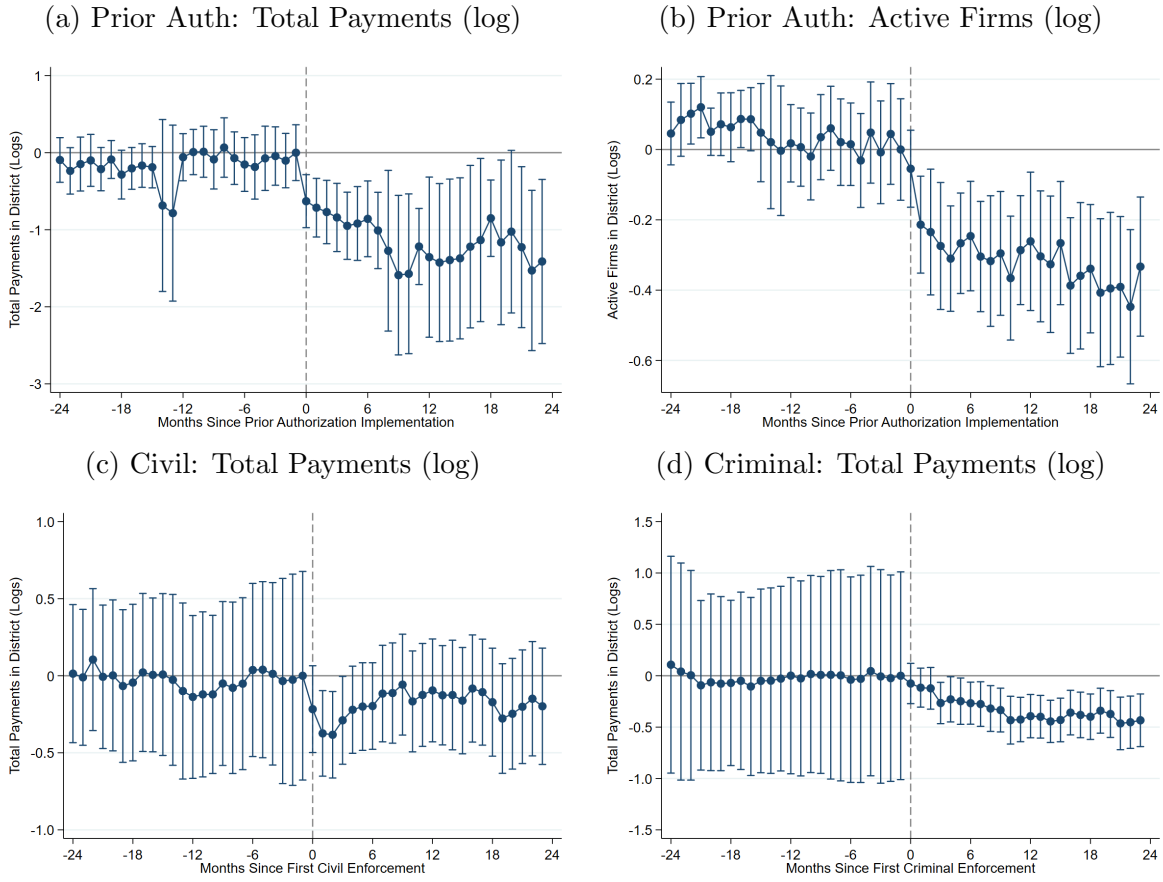 (a) Prior Auth: Total Payments (log)
1
0
-1
-2
-3
Total Payments in District (Logs)
-24 -18 -12 -6 0 6 12 18 24
Months Since Prior Authorization Implementation
(b) Prior Auth: Active Firms (log)
0.2
0
-0.2
-0.4
-0.6
Active Firms in District (Logs)
-24 -18 -12 -6 0 6 12 18 24
Months Since Prior Authorization Implementation
(c) Civil: Total Payments (log)
1.0
0.5
0
-0.5
-1.0
Total Payments in District (Logs)
-24 -18 -12 -6 0 6 12 18 24
Months Since First Civil Enforcement
(d) Criminal: Total Payments (log)
1.5
1.0
0.5
0
-0.5
-1.0
-1.5
Total Payments in District (Logs)
-24 -18 -12 -6 0 6 12 18 24
Months Since First Criminal Enforcement